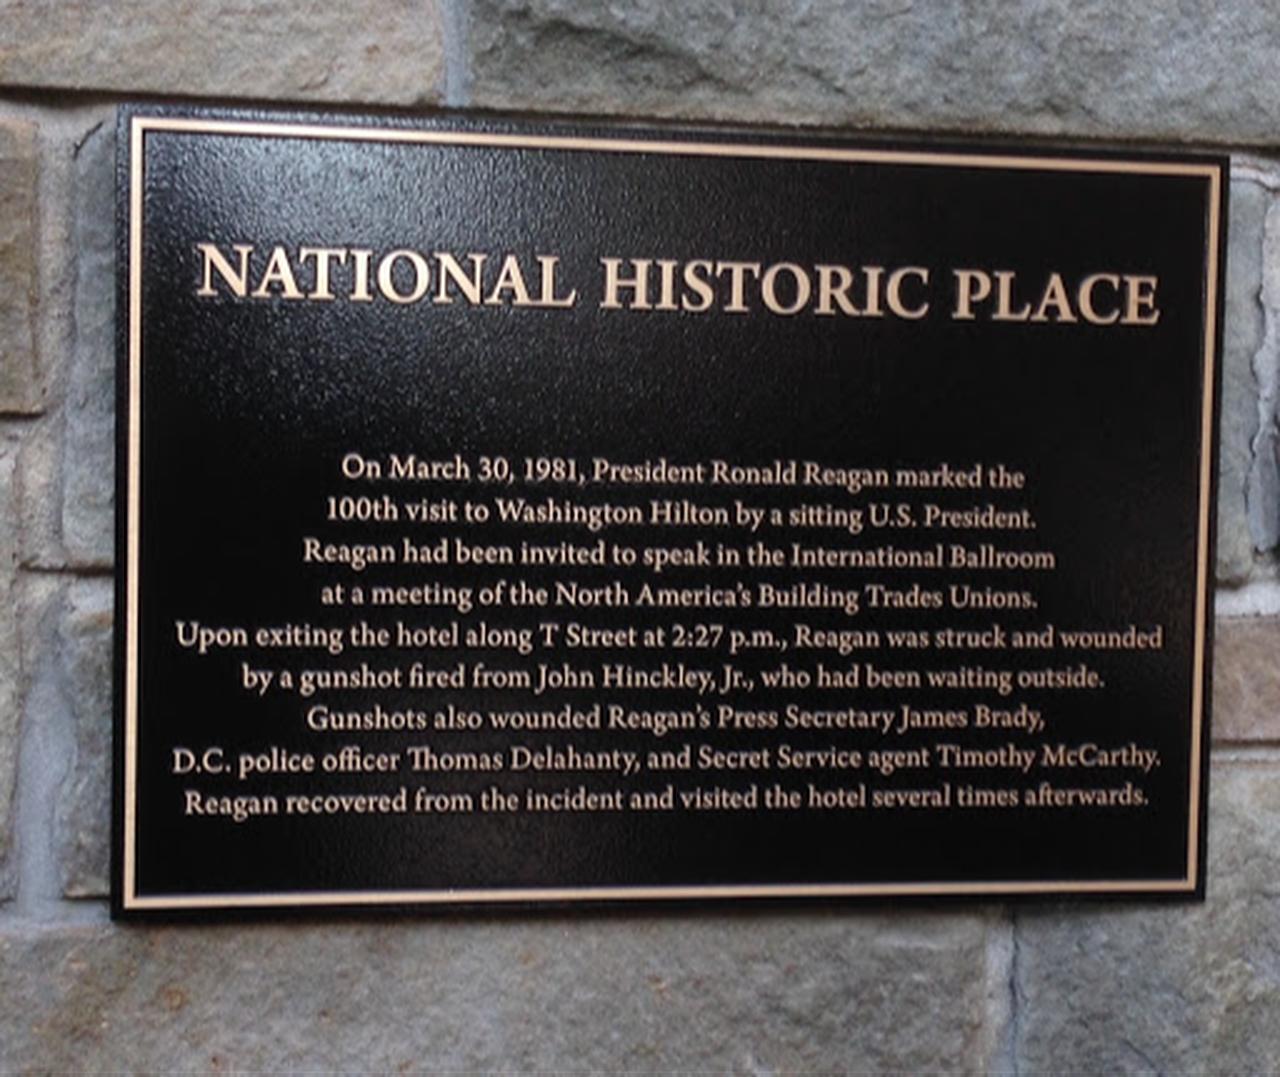 NATIONAL HISTORIC PLACE
On March 30, 1981, President Ronald Reagan marked the
100th visit to Washington Hilton by a sitting U.S. President.
Reagan had been invited to speak in the International Ballroom
at a meeting of the North America's Building Trades Unions.
Upon exiting the hotel along T Street at 2:27 p.m., Reagan was struck and wounded
by a gunshot fired from John Hinckley, Jr., who had been waiting outside.
Gunshots also wounded Reagan's Press Secretary James Brady,
D.C. police officer Thomas Delahanty, and Secret Service agent Timothy McCarthy.
Reagan recovered from the incident and visited the hotel several times afterwards.